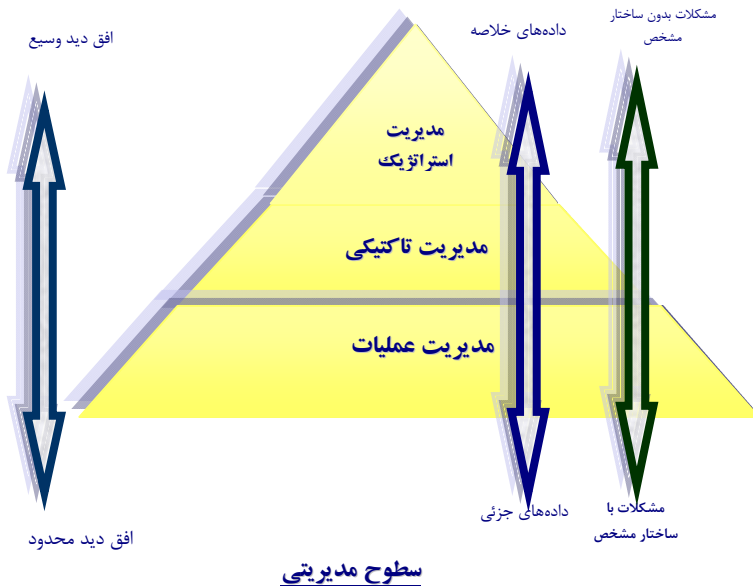 مشکلات بدون ساختار
مشخص
داده‌های خلاصه
افق دید وسیع
مدیریت
استراتژیک
مدیریت تاکتیکی
مدیریت عملیات
مشکلات با
ساختار مشخص
داده‌های جزئی
افق دید محدود
سطوح مدیریتی